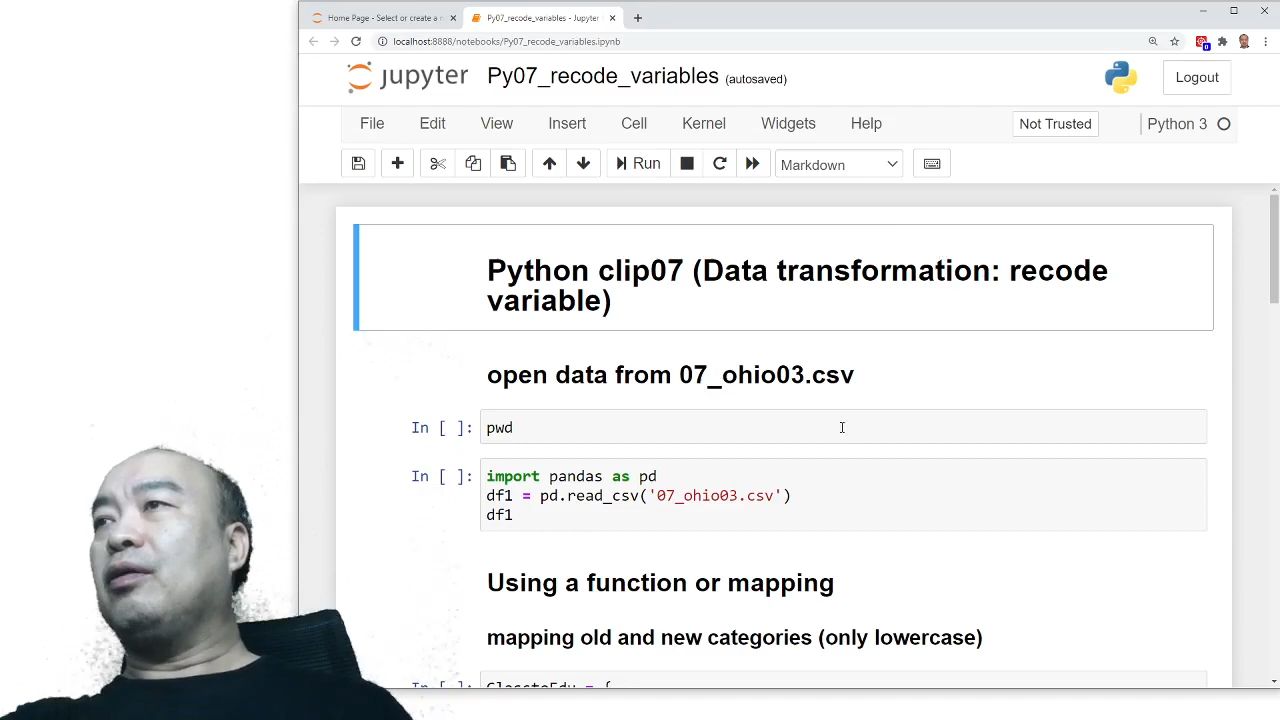 Home Page - Select or create a n
Py07_recode_variables - Jupyter
localhost:8888/notebooks/Py07_recode_variables.ipynb
0
jupyter Py07_recode_variables (autosaved)
Logout
File Edit View Insert Cell Kernel Widgets Help Not Trusted Python 3
Run Markdown
Python clip07 (Data transformation: recode
variable)
open data from 07_ohio03.csv
In [ ]: pwd
In [ ]: import pandas as pd
df1 = pd.read_csv('07_ohio03.csv')
df1
Using a function or mapping
mapping old and new categories (only lowercase)